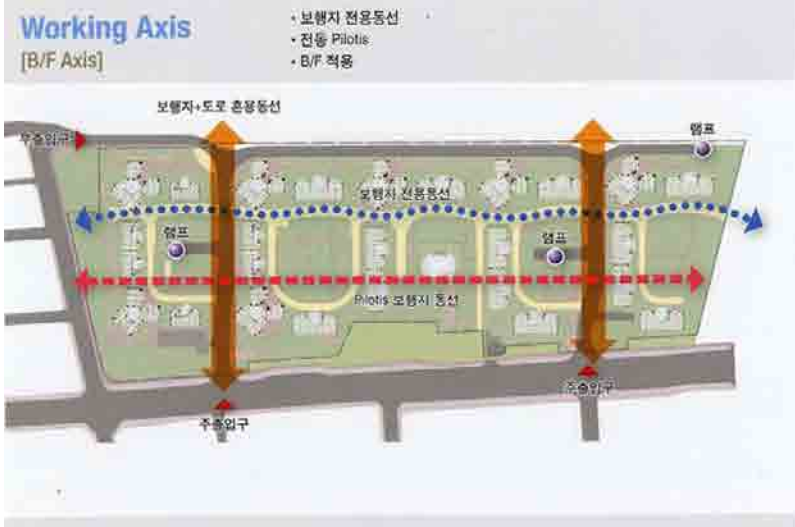 Working Axis
[B/F Axis]
• 보행자 전용동선
• 전동 Pilotis
• B/F 적용
보행자+도로 혼용동선
부출입구
램프
보행자 전용동선
램프
램프
Pilotis 보행자 동선
주출입구
주출입구